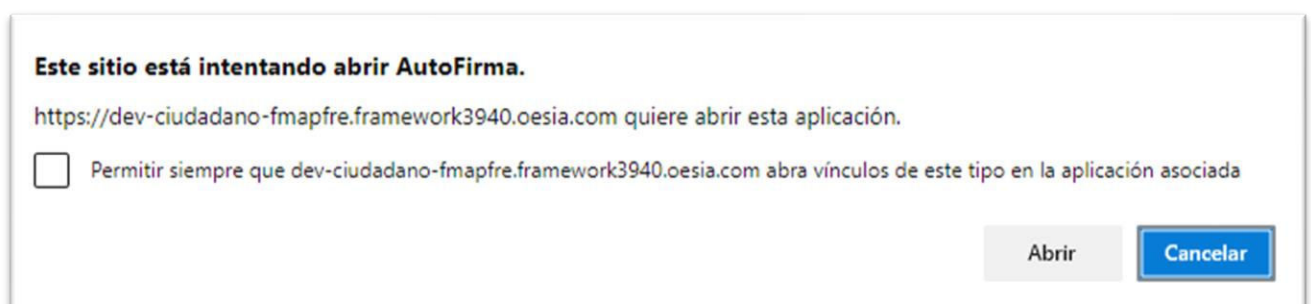 Este sitio está intentando abrir AutoFirma.
https://dev-ciudadano-fmapfre.framework3940.oesia.com quiere abrir esta aplicación.
Permitir siempre que dev-ciudadano-fmapfre.framework3940.oesia.com abra vínculos de este tipo en la aplicación asociada
Abrir Cancelar